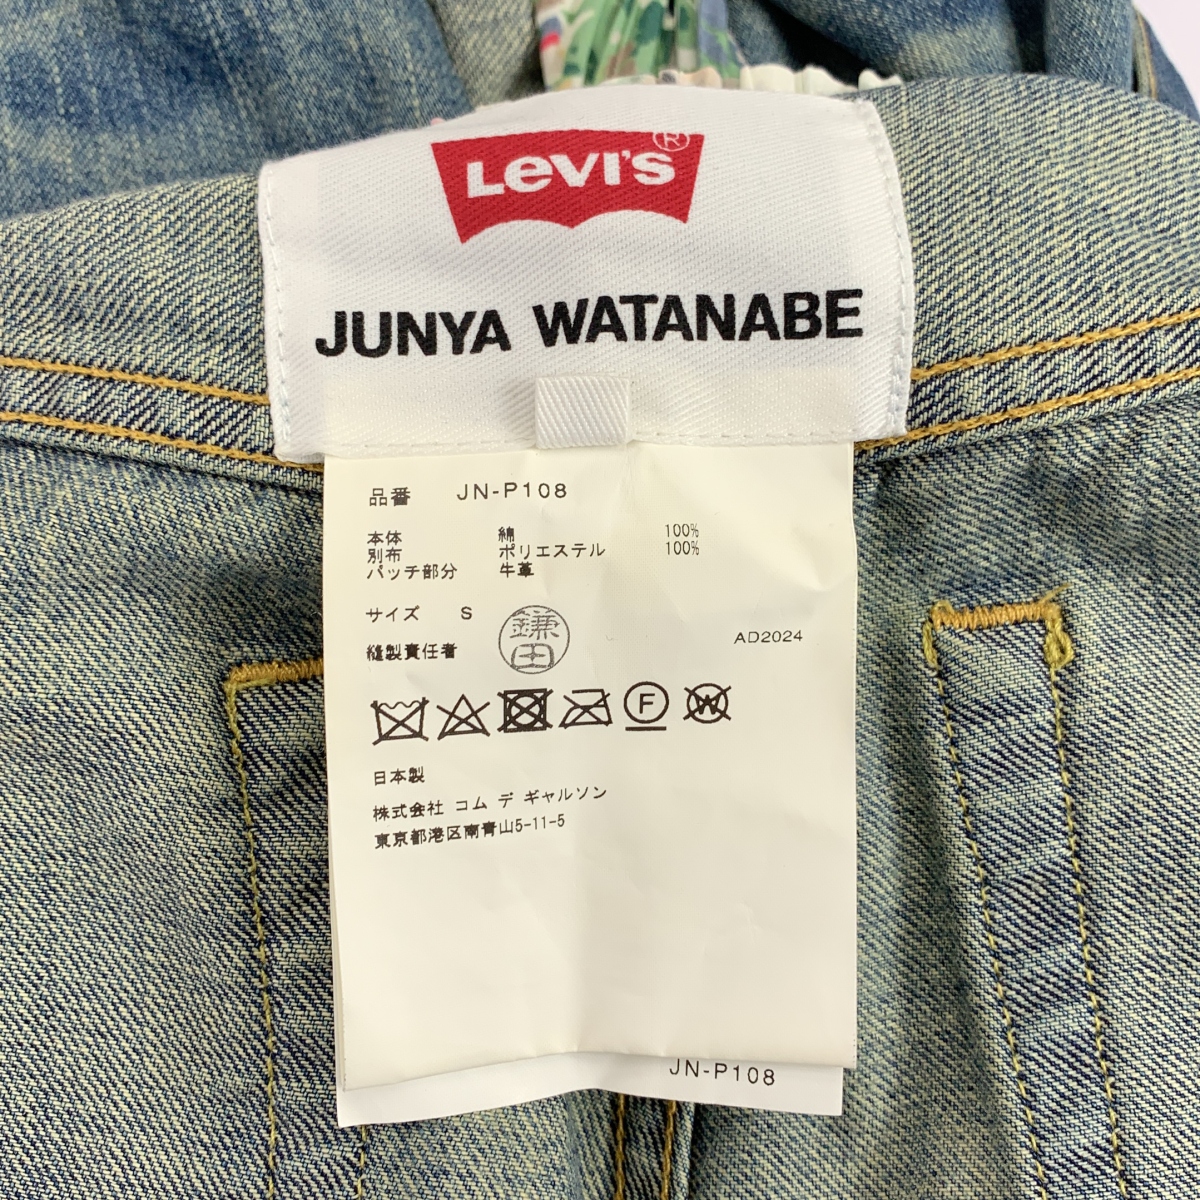 LEVI'S ®
JUNYA WATANABE
品番 JN-P108
本体 綿 100%
別布 ポリエステル 100%
パッチ部分 牛革
サイズ S
縫製責任者 鎌田
AD2024
F
W
日本製
株式会社 コム デ ギャルソン
東京都港区南青山5-11-5
JN-P108